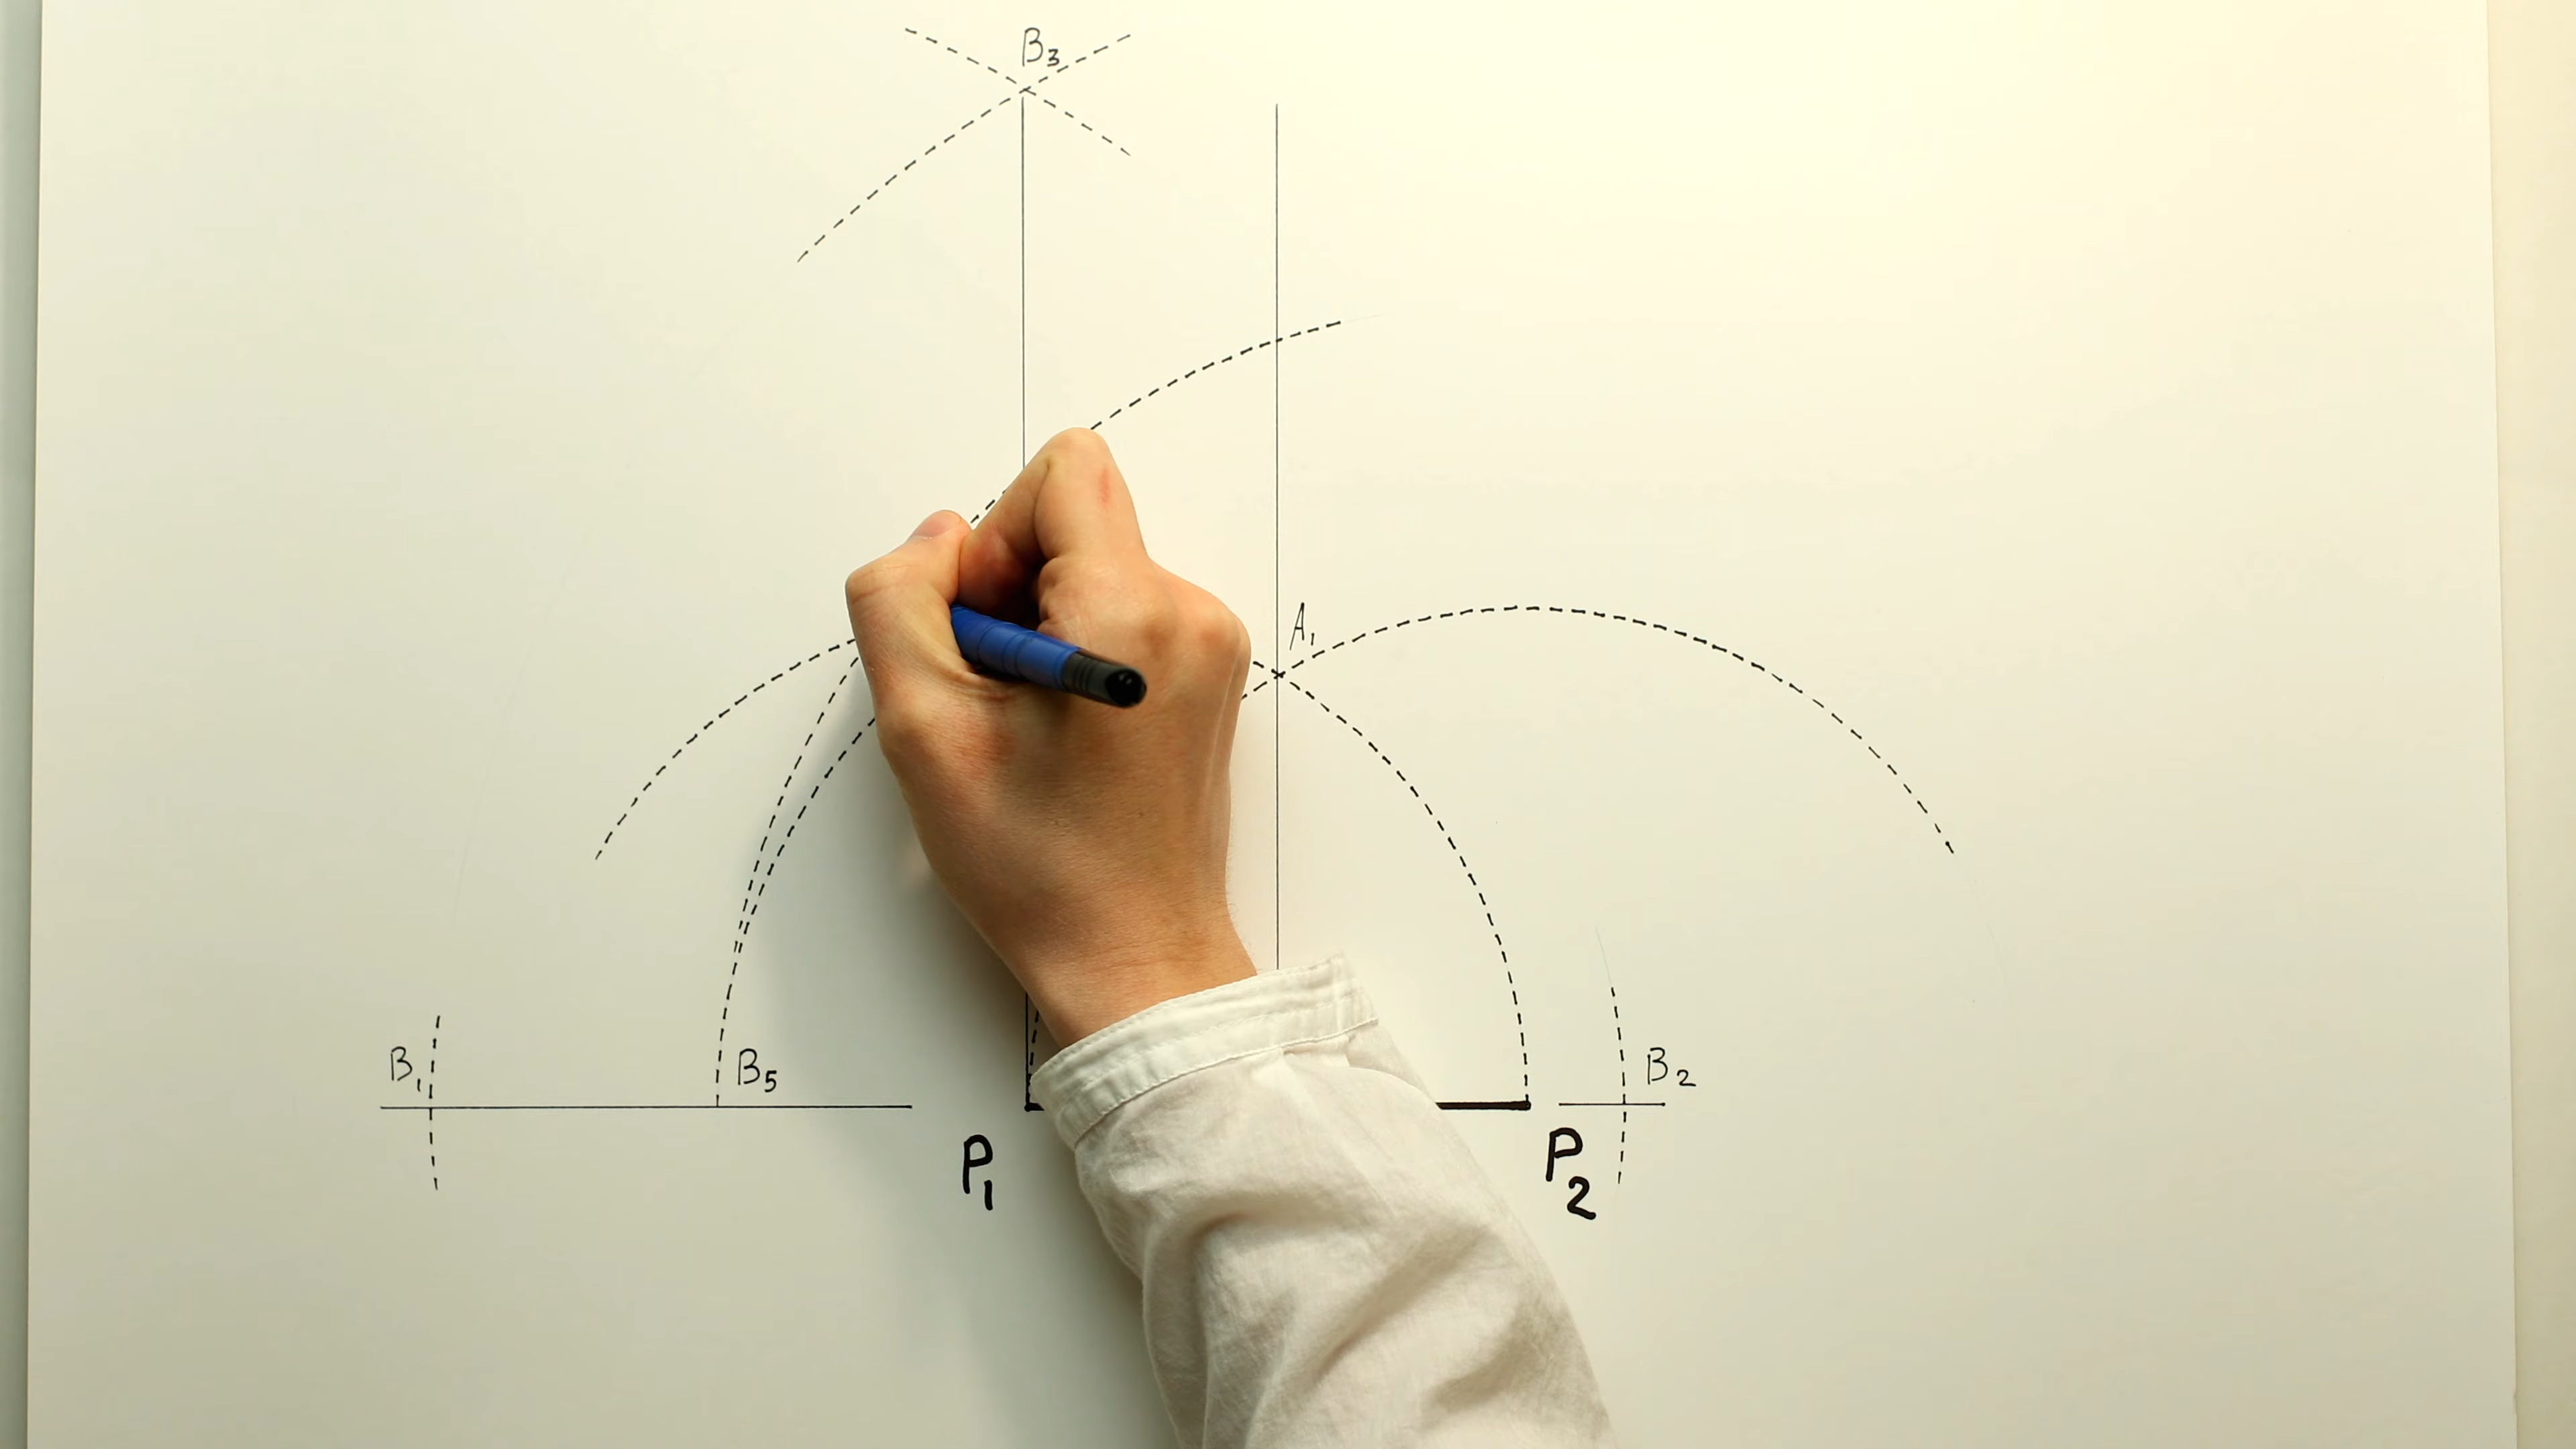 B₃
A₁
B₁
B₅
B₂
P₁
P₂